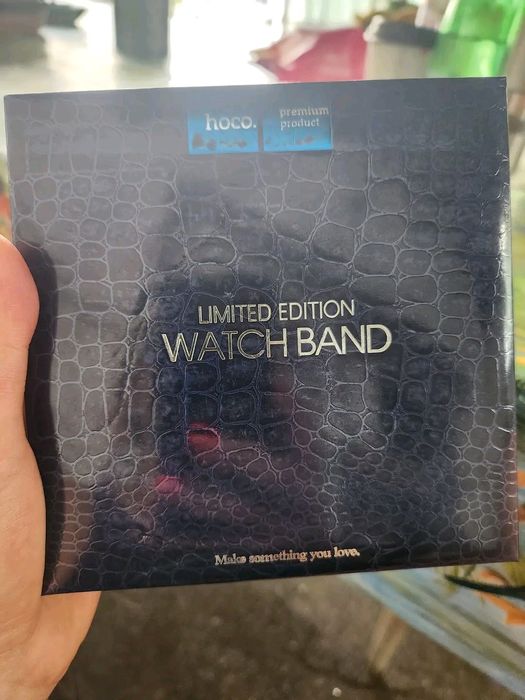 hoco.
premium
product
LIMITED EDITION
WATCH BAND
Make something you love.